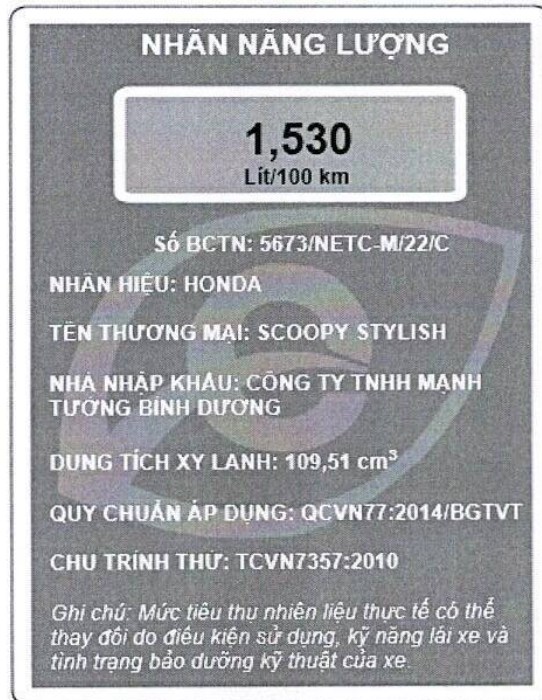 NHÃN NĂNG LƯỢNG
1,530
Lít/100 km
Số BCTN: 5673/NETC-M/22/C
NHÃN HIỆU: HONDA
TÊN THƯƠNG MẠI: SCOOPY STYLISH
NHÀ NHẬP KHẨU: CÔNG TY TNHH MẠNH
TƯỜNG BÌNH DƯƠNG
DUNG TÍCH XY LANH: 109,51 cm³
QUY CHUẨN ÁP DỤNG: QCVN77:2014/BGTVT
CHU TRÌNH THỬ: TCVN7357:2010
Ghi chú: Mức tiêu thụ nhiên liệu thực tế có thể
thay đổi do điều kiện sử dụng, kỹ năng lái xe và
tình trạng bảo dưỡng kỹ thuật của xe.